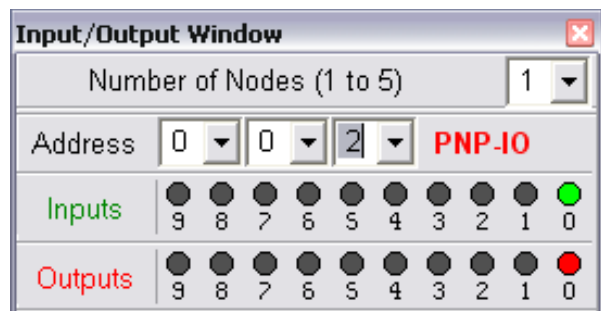 Input/Output Window
Number of Nodes (1 to 5) 1
Address 0 0 2 PNP-IO
Inputs 9 8 7 6 5 4 3 2 1 0
Outputs 9 8 7 6 5 4 3 2 1 0